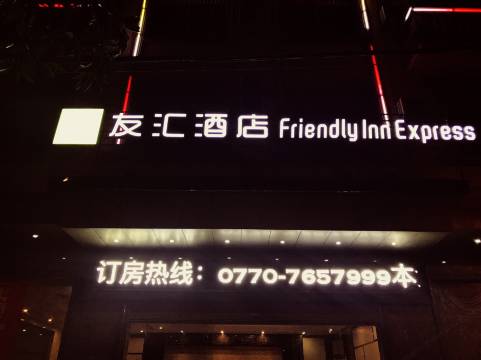 友汇酒店 Friendly Inn Express
订房热线：0770-7657999本